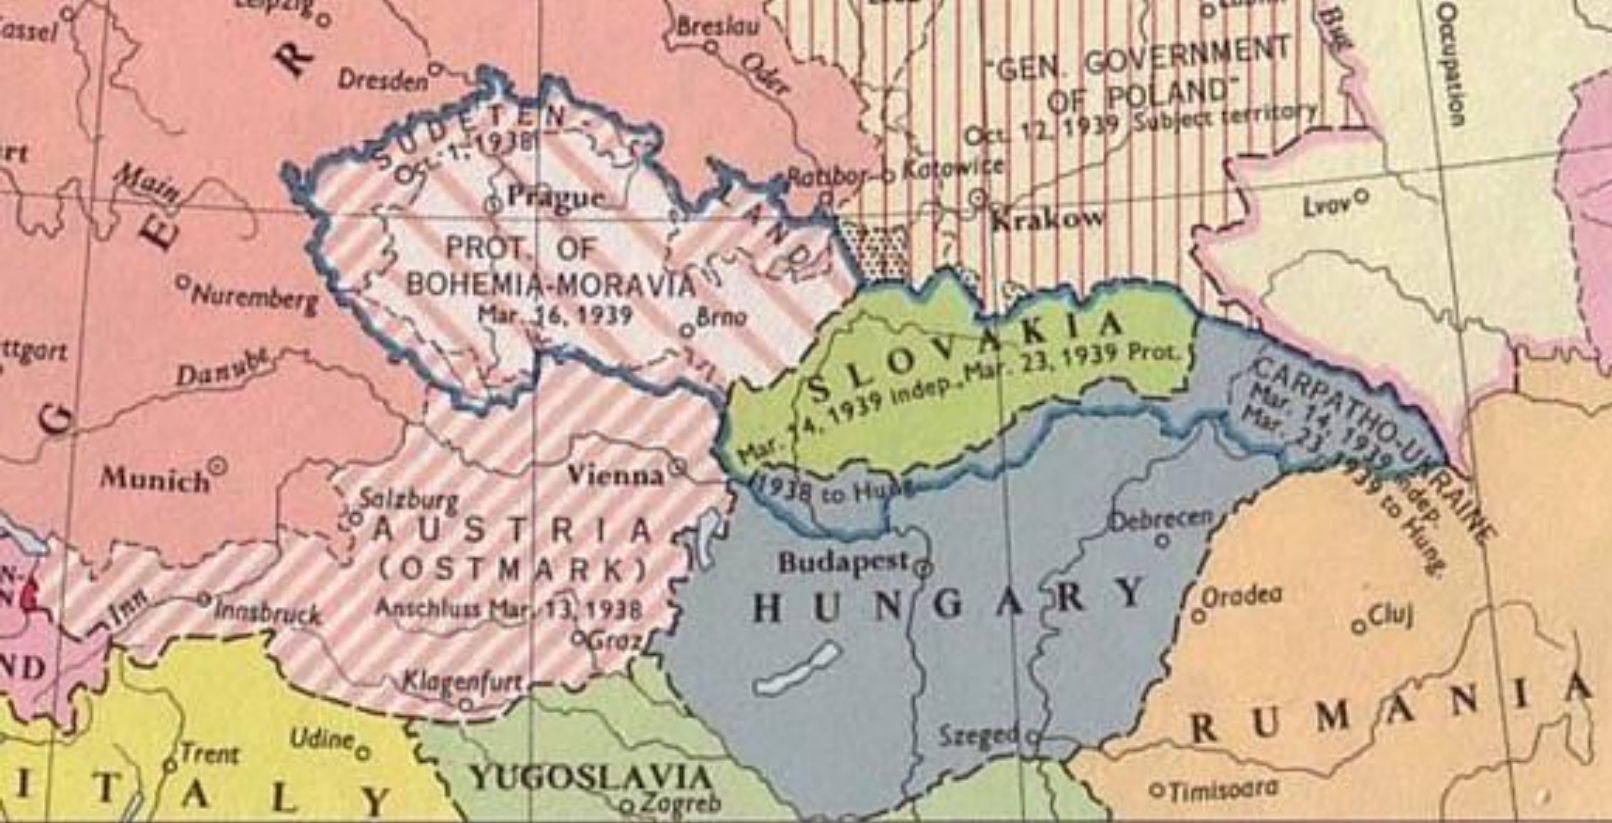 Leipzig
assel
R
Dresden
Breslau
Oder
"GEN. GOVERNMENT
OF POLAND"
Oct. 12, 1939 Subject territory
Bug
Occupation
SUDETEN-
Oct. 1, 1938
LAND
rt
Main
E
Prague
Ratibor
Katowice
Krakow
Lvov
PROT. OF
BOHEMIA-MORAVIA
Mar. 16, 1939
Brno
Nuremberg
ttgart
Danube
G
SLOVAKIA
Mar. 14, 1939 indep., Mar. 23, 1939 Prot.
CARPATHO-UKRAINE
Mar. 14, 1939 indep.
Mar. 23, 1939 to Hung.
Munich
Vienna
1938 to Hung.
Salzburg
AUSTRIA
(OSTMARK)
Anschluss Mar. 13, 1938
Debrecen
Budapest
HUNGARY
Inn
Innsbruck
Graz
Oradea
Cluj
ND
Klagenfurt
RUMANIA
Trent
Udine
Szeged
ITALY
YUGOSLAVIA
Zagreb
Timisoara